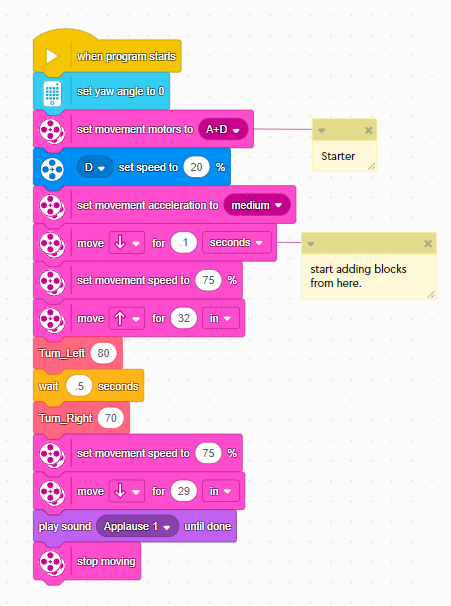 when program starts
set yaw angle to 0
set movement motors to A+D
Starter
D set speed to 20 %
set movement acceleration to medium
move for .1 seconds
start adding blocks
from here.
set movement speed to 75 %
move for 32 in
Turn_Left 80
wait .5 seconds
Turn_Right 70
set movement speed to 75 %
move for 29 in
play sound Applause 1 until done
stop moving